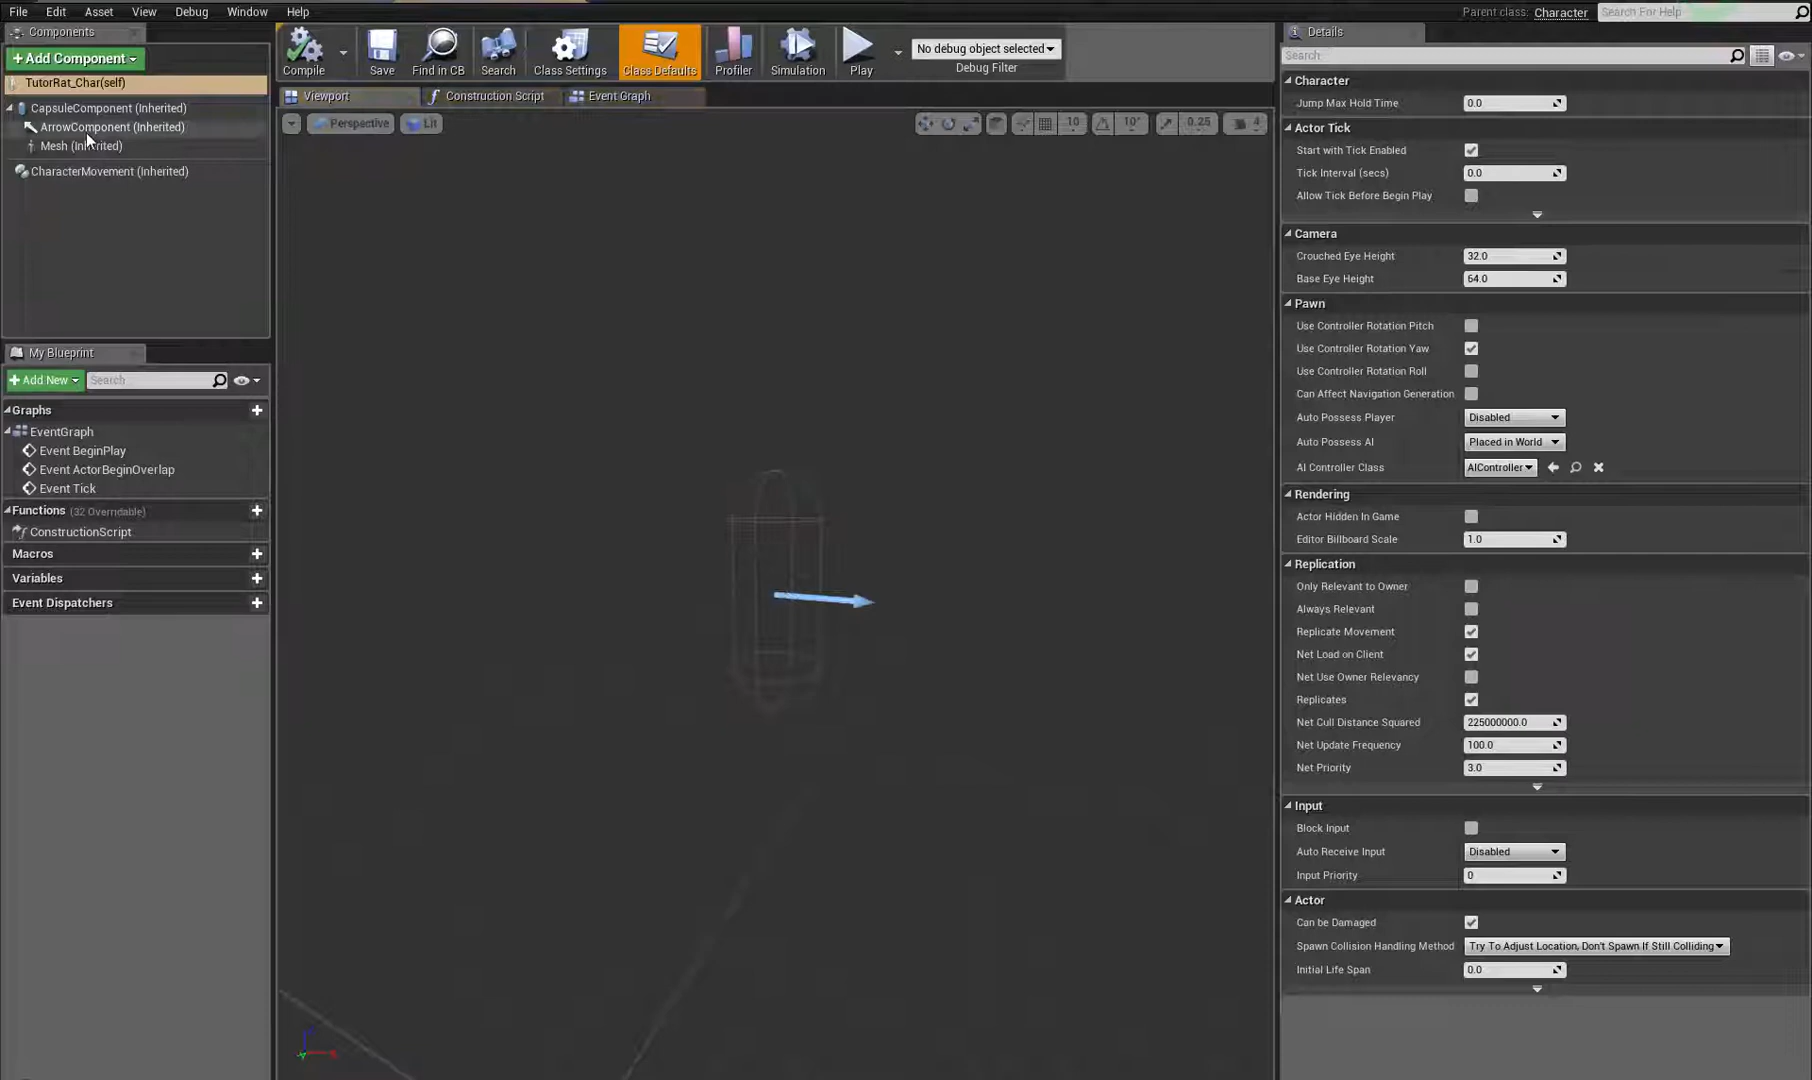 File Edit Asset View Debug Window Help
Parent class: Character Search For Help
Components
Add Component
TutorRat_Char(self)
CapsuleComponent (Inherited)
ArrowComponent (Inherited)
Mesh (Inherited)
CharacterMovement (Inherited)
My Blueprint
Add New Search
Graphs
EventGraph
Event BeginPlay
Event ActorBeginOverlap
Event Tick
Functions (32 Overridable)
ConstructionScript
Macros
Variables
Event Dispatchers
Compile Save Find in CB Search Class Settings Class Defaults Profiler Simulation Play
No debug object selected
Debug Filter
Viewport Construction Script Event Graph
Perspective Lit 10 10° 0.25 4
Details
Search
Character
Jump Max Hold Time 0.0
Actor Tick
Start with Tick Enabled
Tick Interval (secs) 0.0
Allow Tick Before Begin Play
Camera
Crouched Eye Height 32.0
Base Eye Height 64.0
Pawn
Use Controller Rotation Pitch
Use Controller Rotation Yaw
Use Controller Rotation Roll
Can Affect Navigation Generation
Auto Possess Player Disabled
Auto Possess AI Placed in World
AI Controller Class AIController
Rendering
Actor Hidden In Game
Editor Billboard Scale 1.0
Replication
Only Relevant to Owner
Always Relevant
Replicate Movement
Net Load on Client
Net Use Owner Relevancy
Replicates
Net Cull Distance Squared 225000000.0
Net Update Frequency 100.0
Net Priority 3.0
Input
Block Input
Auto Receive Input Disabled
Input Priority 0
Actor
Can be Damaged
Spawn Collision Handling Method Try To Adjust Location, Don't Spawn If Still Colliding
Initial Life Span 0.0